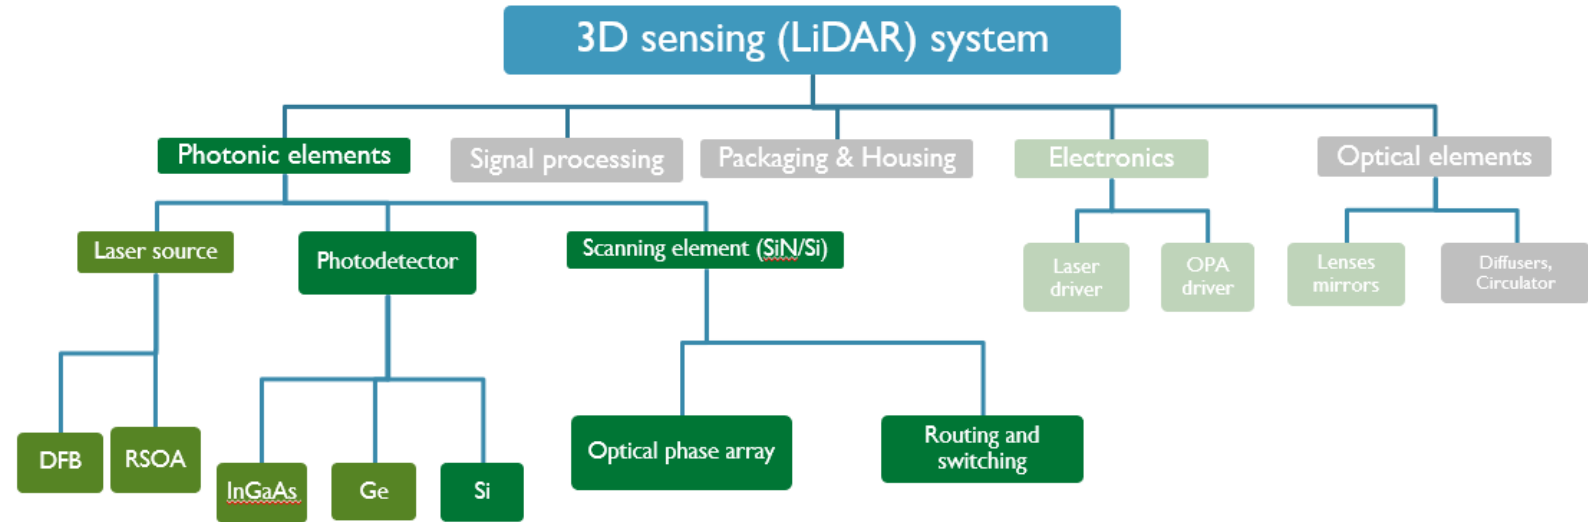 3D sensing (LiDAR) system
Photonic elements
Signal processing
Packaging & Housing
Electronics
Optical elements
Laser source
Photodetector
Scanning element (SiN/Si)
Laser
driver
OPA
driver
Lenses
mirrors
Diffusers,
Circulator
DFB
RSOA
InGaAs
Ge
Si
Optical phase array
Routing and
switching